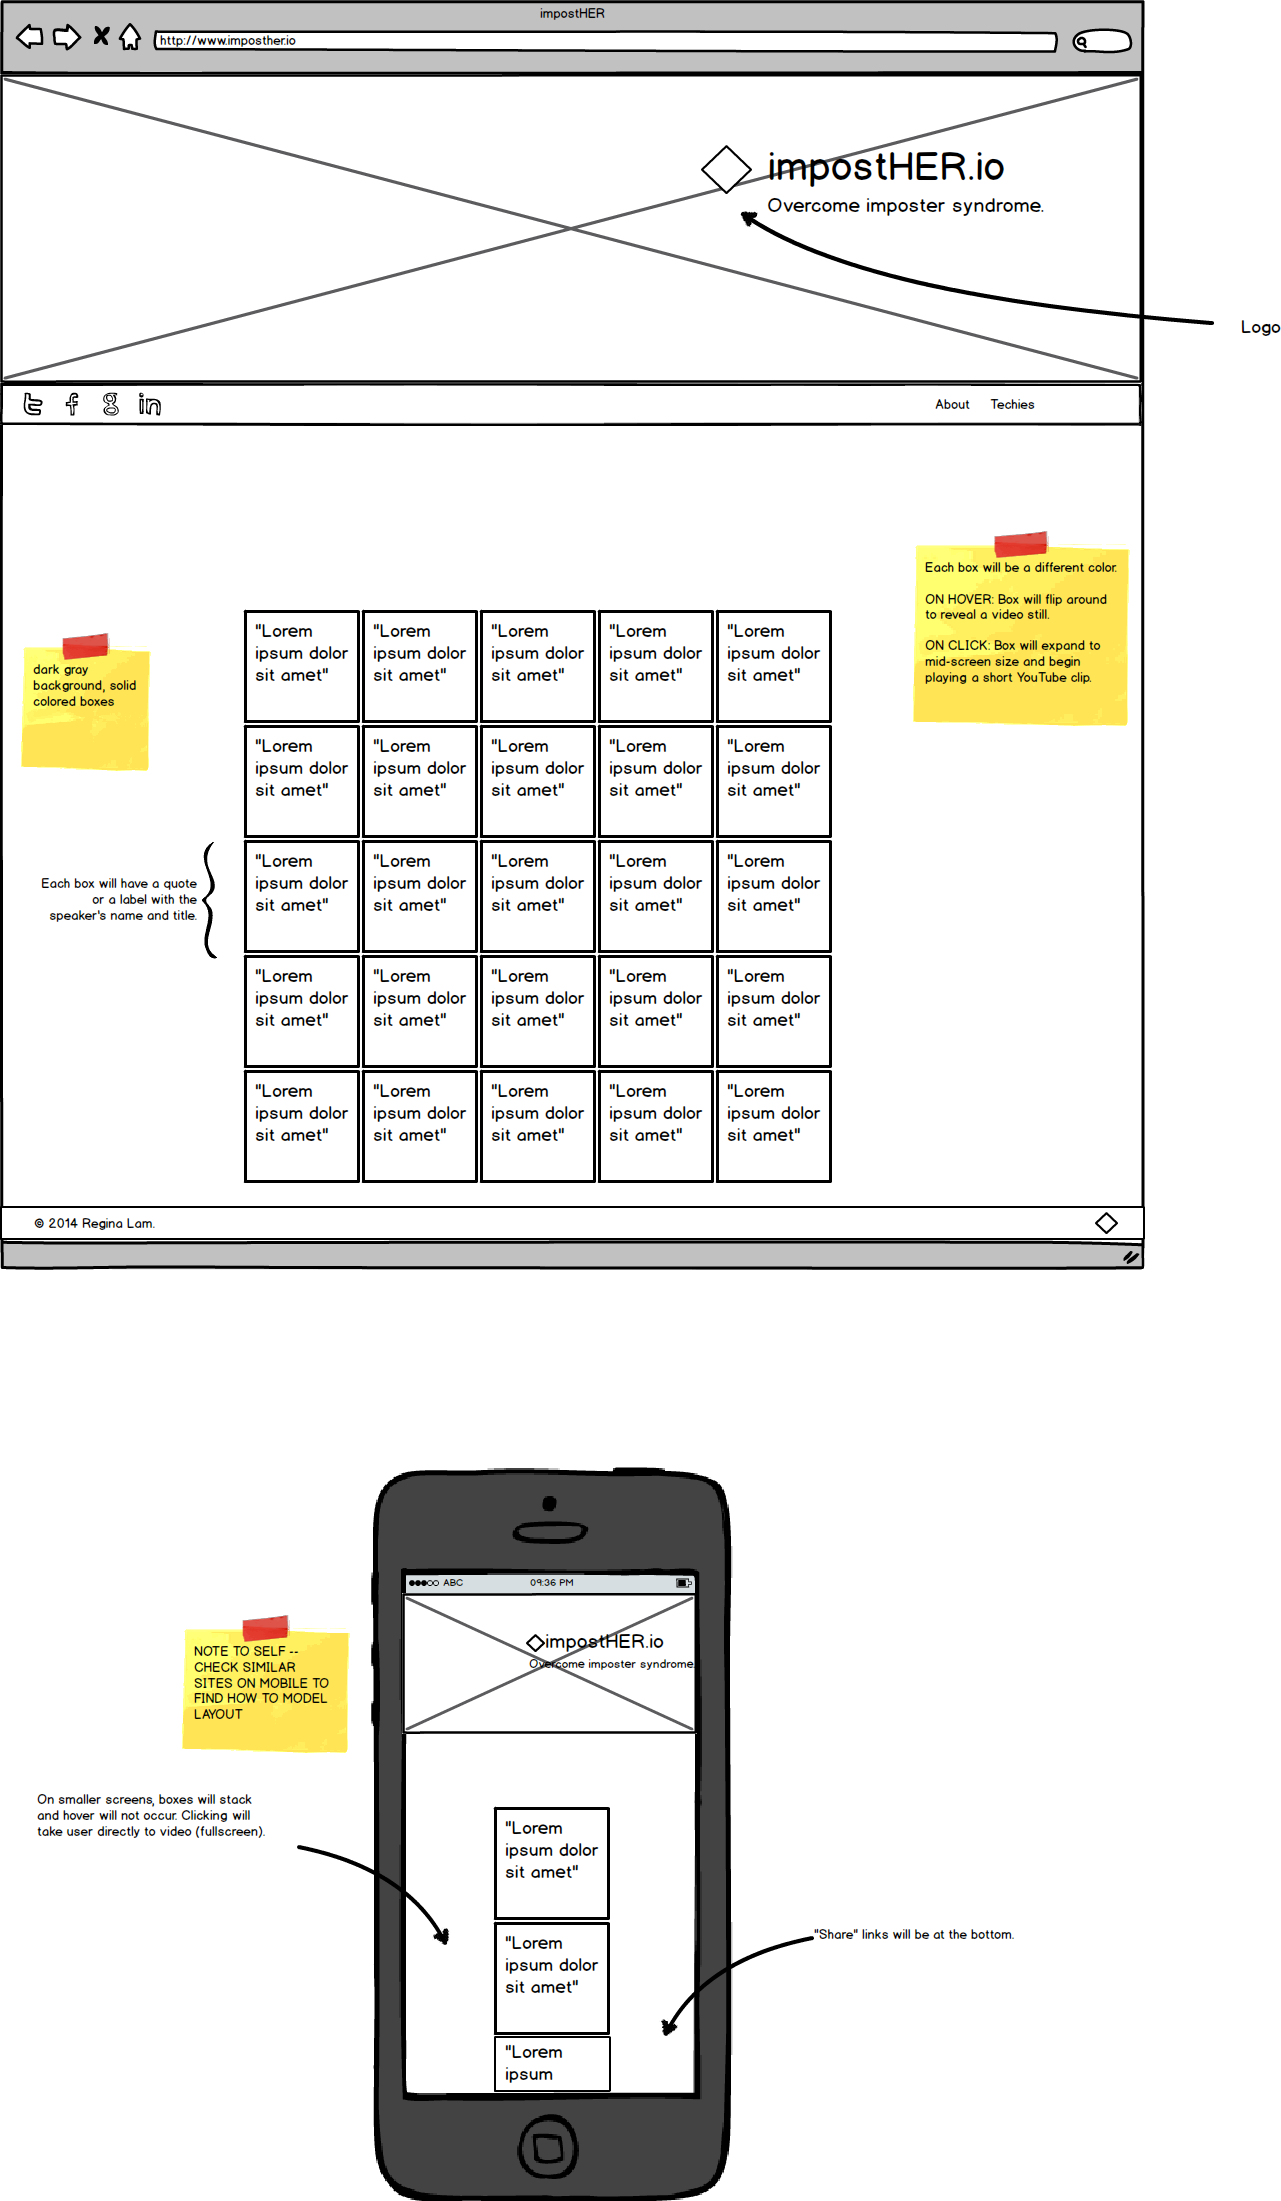 impostHER
http://www.imposther.io
impostHER.io
Overcome imposter syndrome.
Logo
About Techies
Each box will be a different color.
ON HOVER: Box will flip around
to reveal a video still.
ON CLICK: Box will expand to
mid-screen size and begin
playing a short YouTube clip.
dark gray
background, solid
colored boxes
"Lorem "Lorem "Lorem "Lorem "Lorem
ipsum dolor ipsum dolor ipsum dolor ipsum dolor ipsum dolor
sit amet" sit amet" sit amet" sit amet" sit amet"
"Lorem "Lorem "Lorem "Lorem "Lorem
ipsum dolor ipsum dolor ipsum dolor ipsum dolor ipsum dolor
sit amet" sit amet" sit amet" sit amet" sit amet"
Each box will have a quote
or a label with the
speaker's name and title.
"Lorem "Lorem "Lorem "Lorem "Lorem
ipsum dolor ipsum dolor ipsum dolor ipsum dolor ipsum dolor
sit amet" sit amet" sit amet" sit amet" sit amet"
"Lorem "Lorem "Lorem "Lorem "Lorem
ipsum dolor ipsum dolor ipsum dolor ipsum dolor ipsum dolor
sit amet" sit amet" sit amet" sit amet" sit amet"
"Lorem "Lorem "Lorem "Lorem "Lorem
ipsum dolor ipsum dolor ipsum dolor ipsum dolor ipsum dolor
sit amet" sit amet" sit amet" sit amet" sit amet"
© 2014 Regina Lam.
ABC 09:36 PM
impostHER.io
Overcome imposter syndrome.
NOTE TO SELF --
CHECK SIMILAR
SITES ON MOBILE TO
FIND HOW TO MODEL
LAYOUT
On smaller screens, boxes will stack
and hover will not occur. Clicking will
take user directly to video (fullscreen).
"Lorem
ipsum dolor
sit amet"
"Lorem
ipsum dolor
sit amet"
"Share" links will be at the bottom.
"Lorem
ipsum